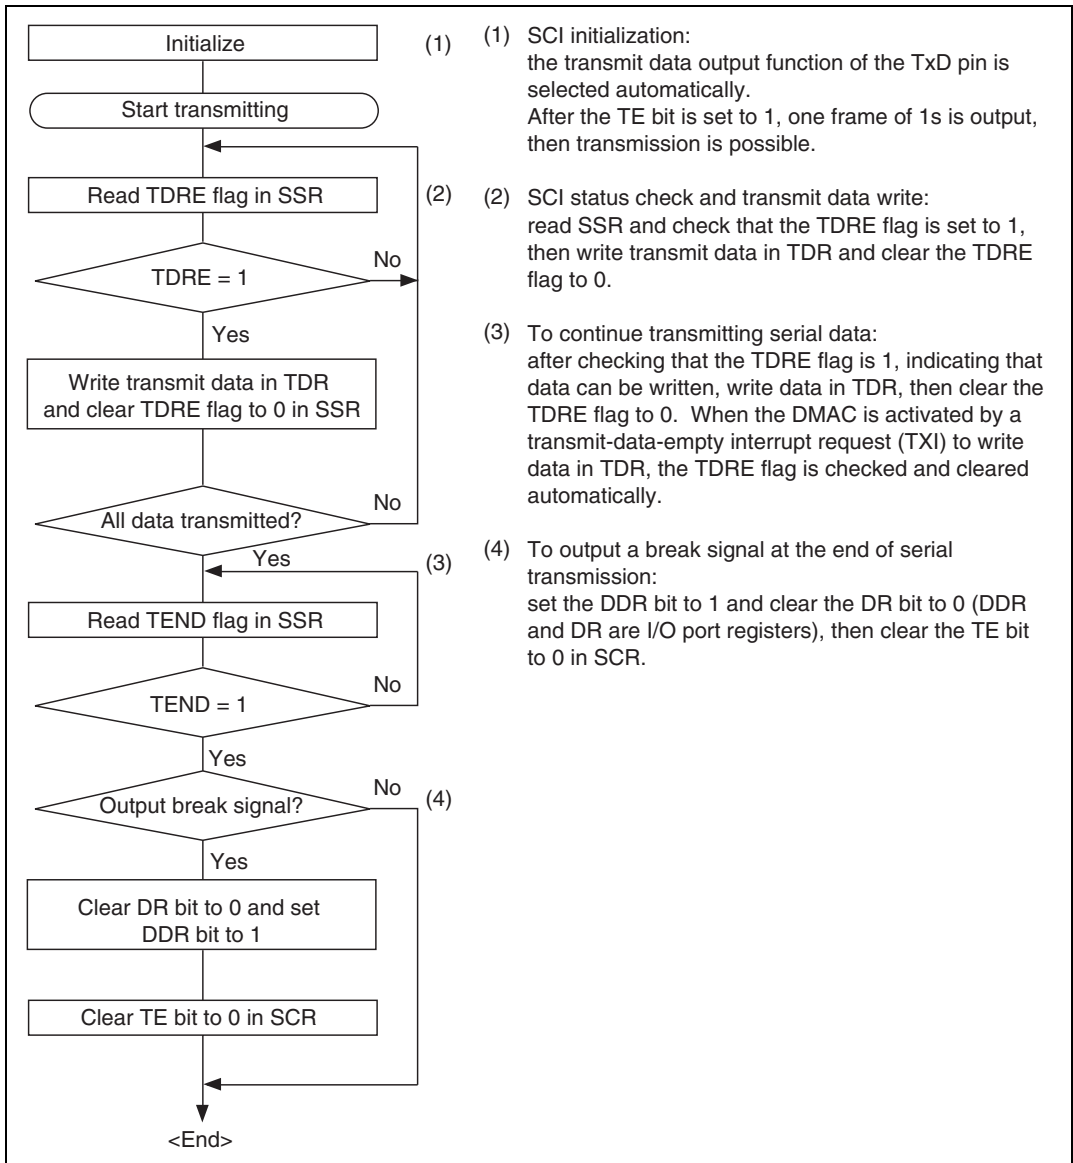 Initialize
(1)
Start transmitting
Read TDRE flag in SSR
(2)
TDRE = 1
No
Yes
Write transmit data in TDR
and clear TDRE flag to 0 in SSR
All data transmitted?
No
Yes
(3)
Read TEND flag in SSR
TEND = 1
No
Yes
Output break signal?
No
(4)
Yes
Clear DR bit to 0 and set
DDR bit to 1
Clear TE bit to 0 in SCR
<End>
(1) SCI initialization:
the transmit data output function of the TxD pin is
selected automatically.
After the TE bit is set to 1, one frame of 1s is output,
then transmission is possible.
(2) SCI status check and transmit data write:
read SSR and check that the TDRE flag is set to 1,
then write transmit data in TDR and clear the TDRE
flag to 0.
(3) To continue transmitting serial data:
after checking that the TDRE flag is 1, indicating that
data can be written, write data in TDR, then clear the
TDRE flag to 0. When the DMAC is activated by a
transmit-data-empty interrupt request (TXI) to write
data in TDR, the TDRE flag is checked and cleared
automatically.
(4) To output a break signal at the end of serial
transmission:
set the DDR bit to 1 and clear the DR bit to 0 (DDR
and DR are I/O port registers), then clear the TE bit
to 0 in SCR.